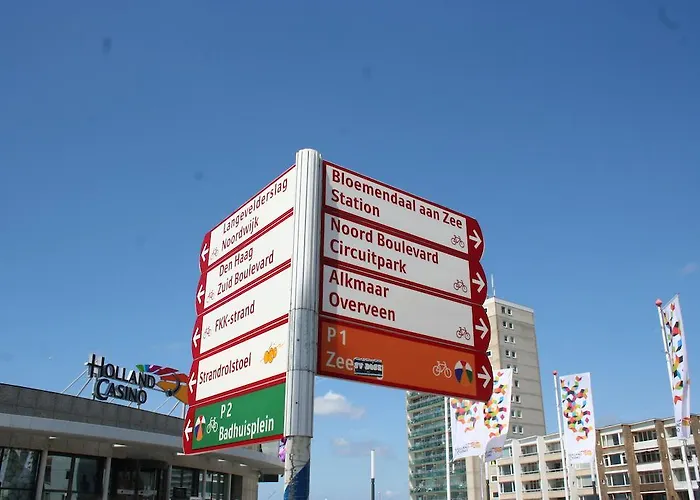 Langevelderslag
Noordwijk
Den Haag
Zuid Boulevard
FKK-strand
Strandrolstoel
P2
Badhuisplein
Bloemendaal aan Zee
Station
Noord Boulevard
Circuitpark
Alkmaar
Overveen
P1
Zee
HOLLAND
CASINO